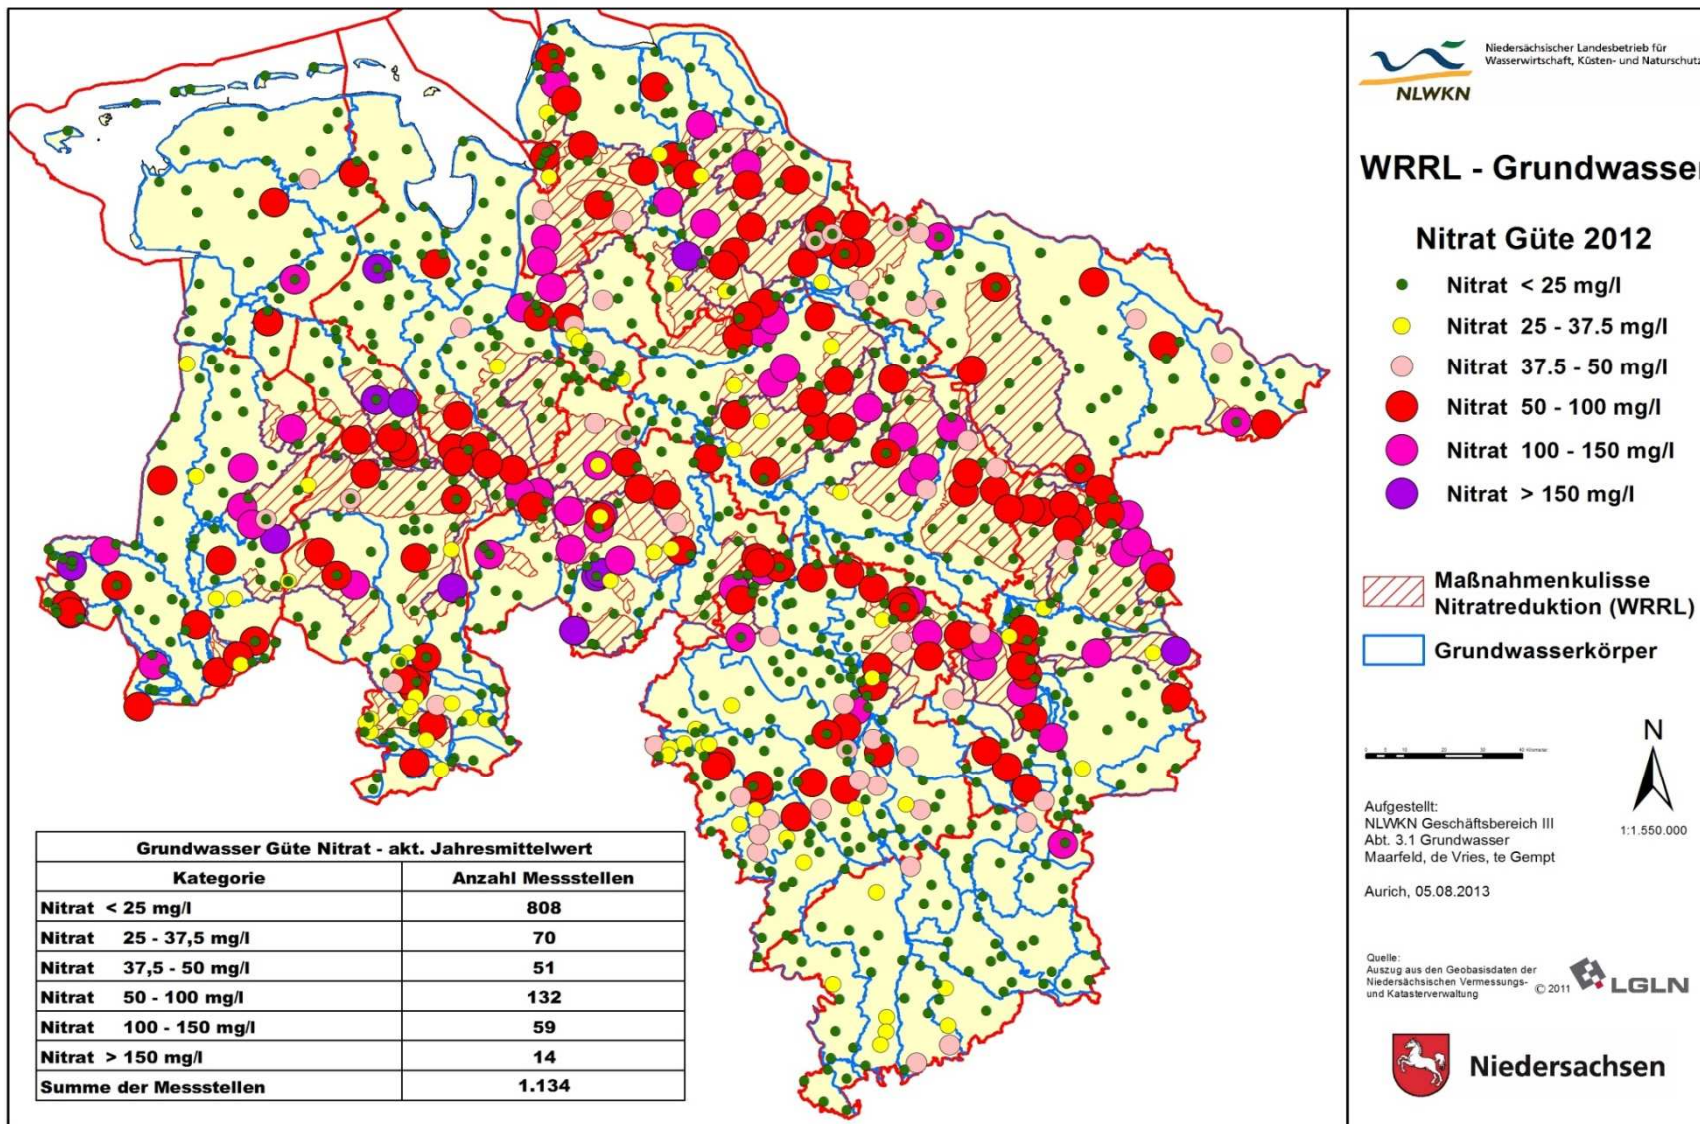 NLWKN
Niedersächsischer Landesbetrieb für
Wasserwirtschaft, Küsten- und Naturschutz
WRRL - Grundwasser
Nitrat Güte 2012
Nitrat < 25 mg/l
Nitrat 25 - 37.5 mg/l
Nitrat 37.5 - 50 mg/l
Nitrat 50 - 100 mg/l
Nitrat 100 - 150 mg/l
Nitrat > 150 mg/l
Maßnahmenkulisse
Nitratreduktion (WRRL)
Grundwasserkörper
N
1:1.550.000
Aufgestellt:
NLWKN Geschäftsbereich III
Abt. 3.1 Grundwasser
Maarfeld, de Vries, te Gempt
Aurich, 05.08.2013
Quelle:
Auszug aus den Geobasisdaten der
Niedersächsischen Vermessungs-
und Katasterverwaltung
© 2011
LGLN
Niedersachsen
Grundwasser Güte Nitrat - akt. Jahresmittelwert
Kategorie Anzahl Messstellen
Nitrat < 25 mg/l 808
Nitrat 25 - 37,5 mg/l 70
Nitrat 37,5 - 50 mg/l 51
Nitrat 50 - 100 mg/l 132
Nitrat 100 - 150 mg/l 59
Nitrat > 150 mg/l 14
Summe der Messstellen 1.134